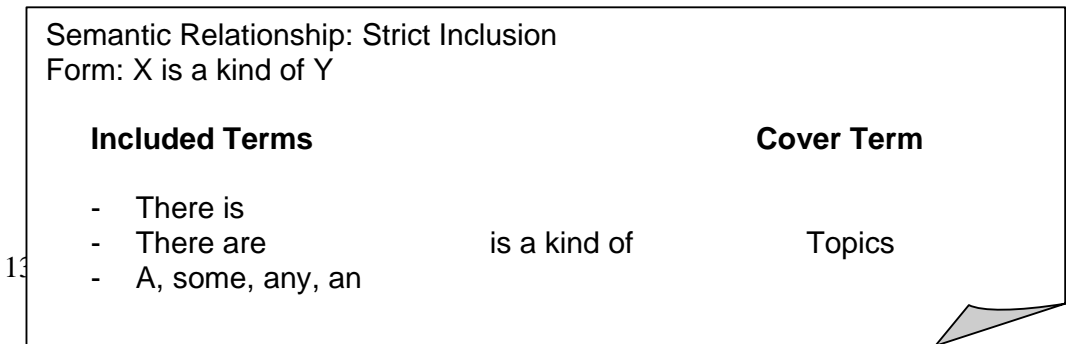 Semantic Relationship: Strict Inclusion
Form: X is a kind of Y
Included Terms Cover Term
- There is
- There are is a kind of Topics
- A, some, any, an